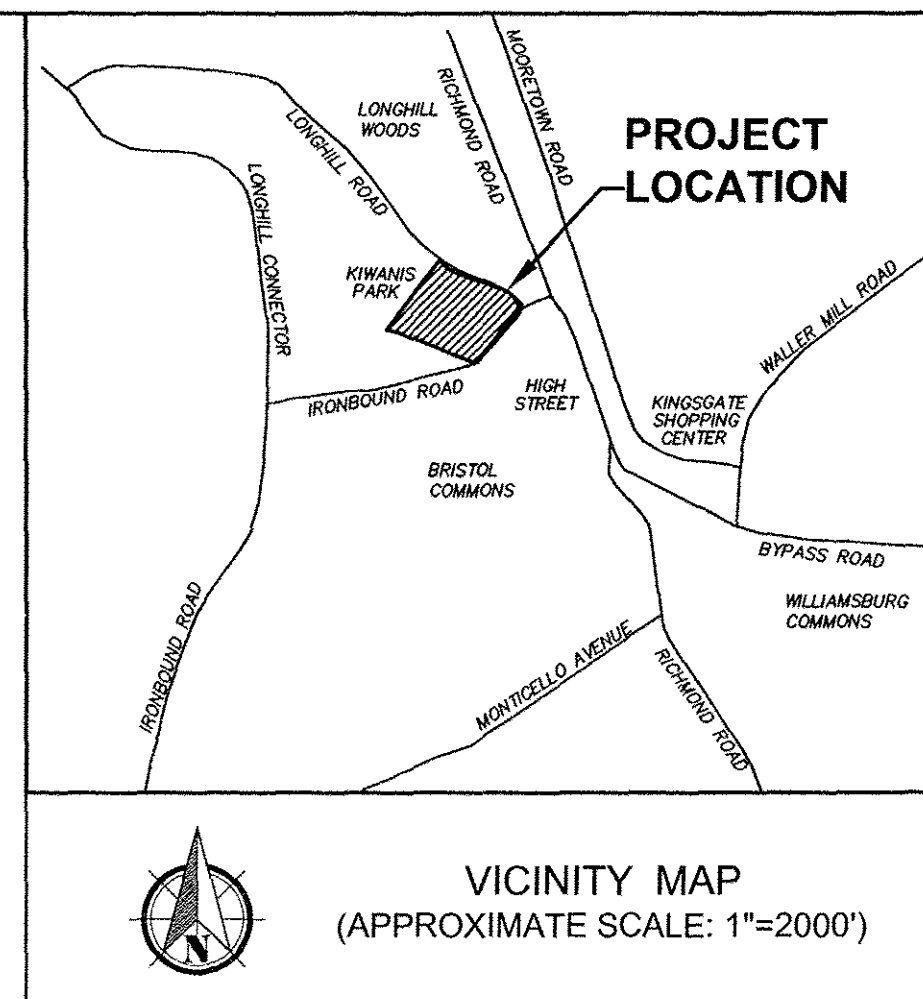 MOORETOWN ROAD
RICHMOND ROAD
LONGHILL
WOODS
LONGHILL ROAD
PROJECT
LOCATION
LONGHILL CONNECTOR
KIWANIS
PARK
WALLER MILL ROAD
IRONBOUND ROAD
HIGH
STREET
KINGSGATE
SHOPPING
CENTER
BRISTOL
COMMONS
BYPASS ROAD
WILLIAMSBURG
COMMONS
IRONBOUND ROAD
MONTICELLO AVENUE
RICHMOND ROAD
N
VICINITY MAP
(APPROXIMATE SCALE: 1"=2000')